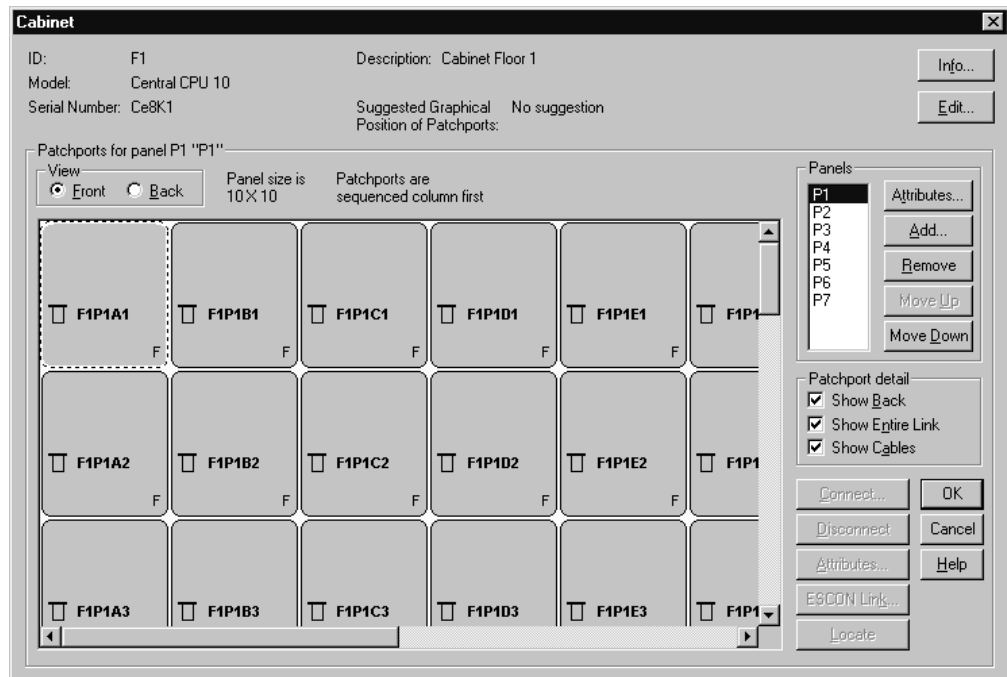 Cabinet
ID: F1 Description: Cabinet Floor 1
Info...
Model: Central CPU 10
Serial Number: Ce8K1 Suggested Graphical No suggestion
Position of Patchports:
Edit...
Patchports for panel P1 "P1"
View
Front Back
Panel size is
10 X 10
Patchports are
sequenced column first
F1P1A1 F1P1B1 F1P1C1 F1P1D1 F1P1E1 F1P1
F F F F F
F1P1A2 F1P1B2 F1P1C2 F1P1D2 F1P1E2 F1P1
F F F F F
F1P1A3 F1P1B3 F1P1C3 F1P1D3 F1P1E3 F1P1
Panels
P1
P2
P3
P4
P5
P6
P7
Attributes...
Add...
Remove
Move Up
Move Down
Patchport detail
Show Back
Show Entire Link
Show Cables
Connect... OK
Disconnect Cancel
Attributes... Help
ESCON Link...
Locate